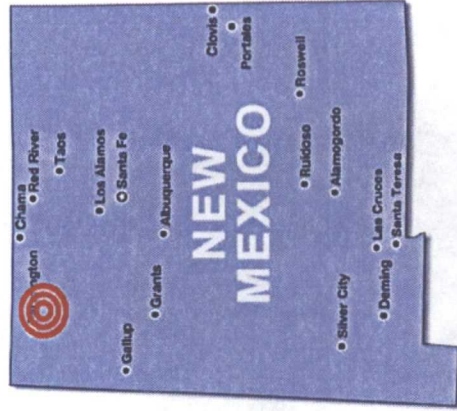 Chama
Red River
Taos
Los Alamos
Santa Fe
Gallup
Grants
Albuquerque
Clovis
Portales
NEW
MEXICO
Roswell
Ruidoso
Alamogordo
Silver City
Deming
Las Cruces
Santa Teresa